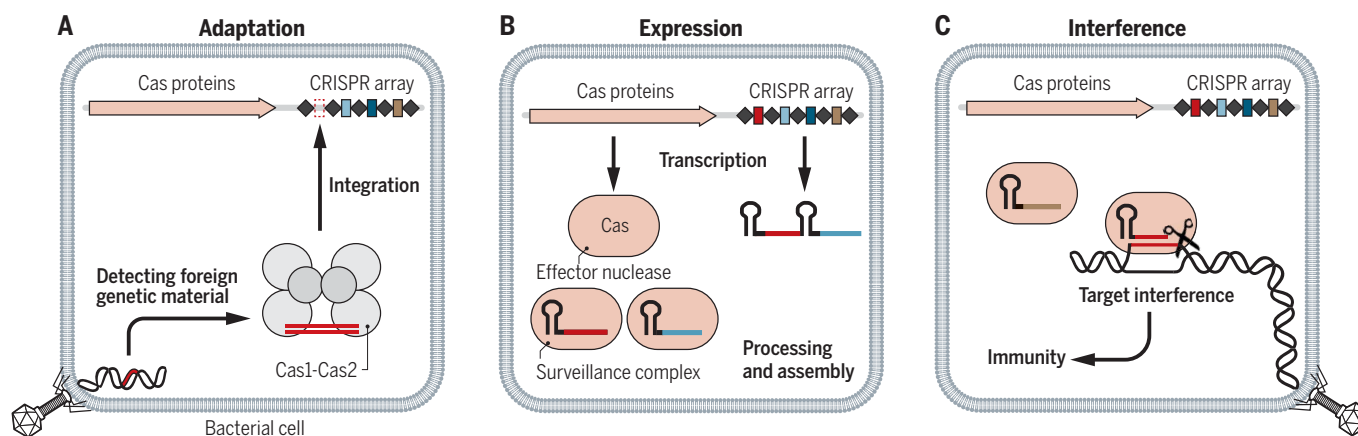 A Adaptation
Cas proteins
CRISPR array
Integration
Detecting foreign
genetic material
Cas1-Cas2
Bacterial cell
B Expression
Cas proteins
CRISPR array
Transcription
Cas
Effector nuclease
Surveillance complex
Processing
and assembly
C Interference
Cas proteins
CRISPR array
Target interference
Immunity